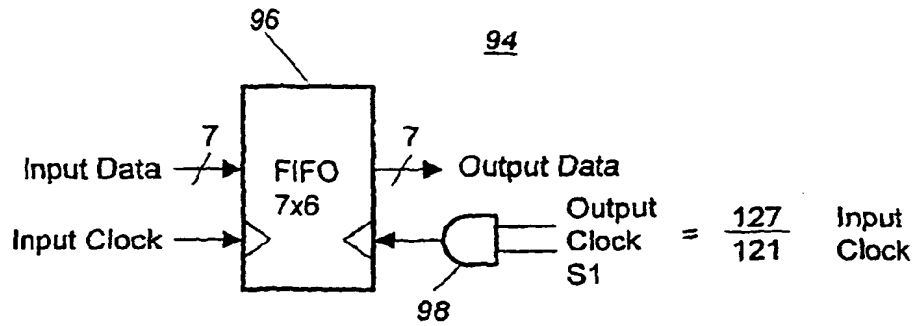 96
94
7
7
Input Data
FIFO
7x6
Output Data
Input Clock
Output
Clock
S1
= 127/121
Input
Clock
98